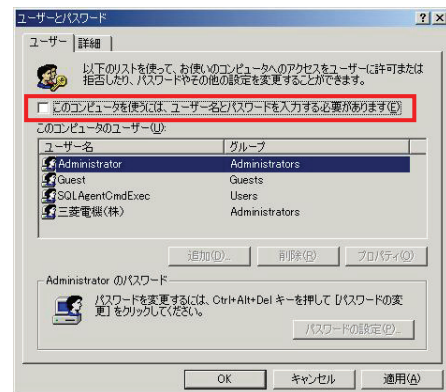 ユーザーとパスワード
ユーザー 詳細
以下のリストを使って、お使いのコンピュータへのアクセスをユーザーに許可または
拒否したり、パスワードやその他の設定を変更することができます。
このコンピュータを使うには、ユーザー名とパスワードを入力する必要があります(E)
このコンピュータのユーザー(U):
ユーザー名 グループ
Administrator Administrators
Guest Guests
SQLAgentCmdExec Users
三菱電機(株) Administrators
追加(D)... 削除(R) プロパティ(O)
Administrator のパスワード
パスワードを変更するには、Ctrl+Alt+Del キーを押して [パスワードの変
更] をクリックしてください。
パスワードの設定(P)...
OK キャンセル 適用(A)